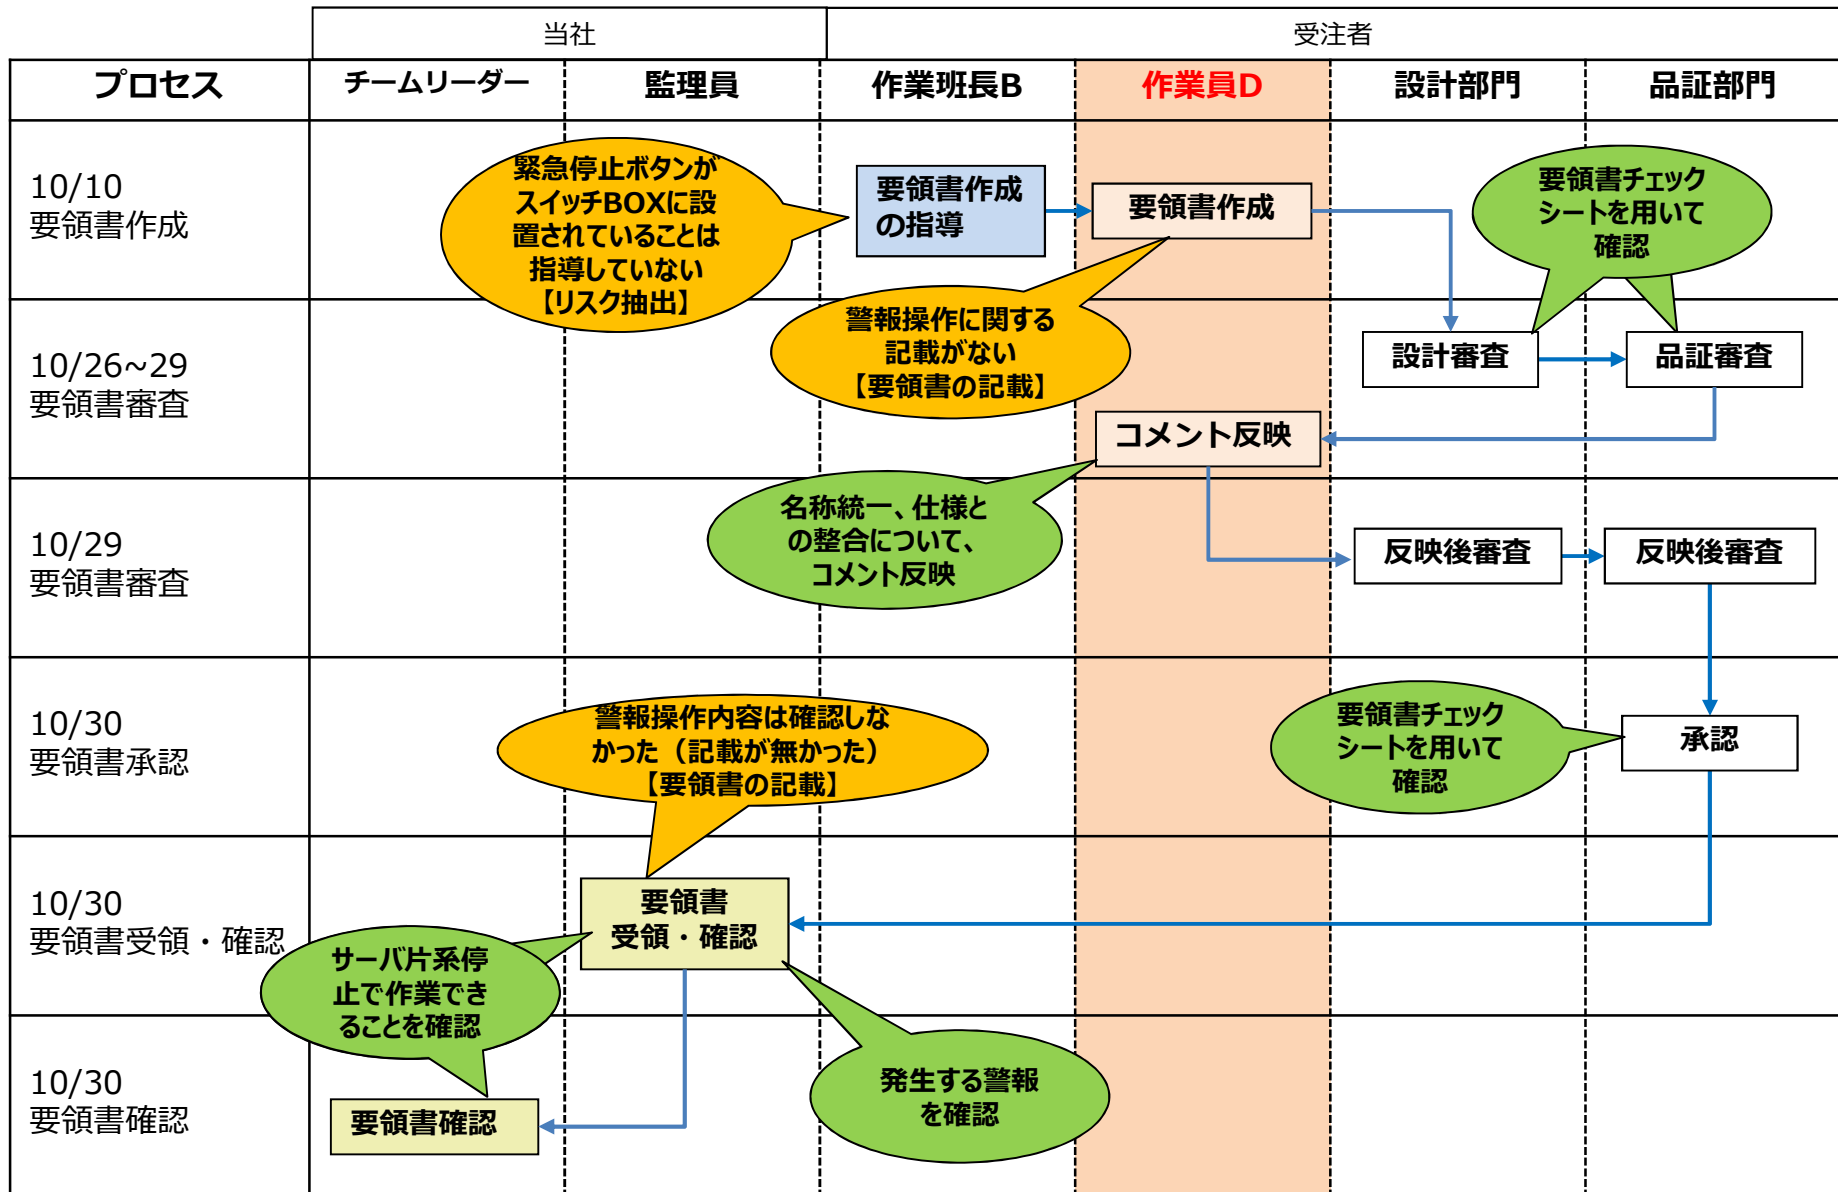 当社
受注者
プロセス
チームリーダー
監理員
作業班長B
作業員D
設計部門
品証部門
10/10
要領書作成
緊急停止ボタンが
スイッチBOXに設
置されていることは
指導していない
【リスク抽出】
要領書作成
の指導
要領書作成
要領書チェック
シートを用いて
確認
警報操作に関する
記載がない
【要領書の記載】
10/26~29
要領書審査
設計審査
品証審査
コメント反映
名称統一、仕様と
の整合について、
コメント反映
10/29
要領書審査
反映後審査
反映後審査
10/30
要領書承認
警報操作内容は確認しな
かった（記載が無かった）
【要領書の記載】
要領書チェック
シートを用いて
確認
承認
10/30
要領書受領・確認
要領書
受領・確認
サーバ片系停
止で作業でき
ることを確認
発生する警報
を確認
10/30
要領書確認
要領書確認